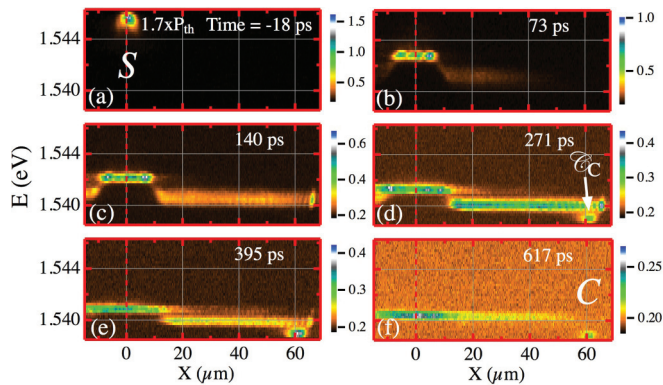 1.7xP_th Time = -18 ps
1.544
1.540
S
(a)
1.5
1.0
0.5
73 ps
(b)
1.0
0.5
E (eV)
1.544
1.540
140 ps
(c)
0.6
0.4
0.2
271 ps
𝒞_C
(d)
0.4
0.3
0.2
1.544
1.540
395 ps
(e)
0.4
0.3
0.2
617 ps
C
(f)
0.25
0.20
0 20 40 60
X (μm)
0 20 40 60
X (μm)